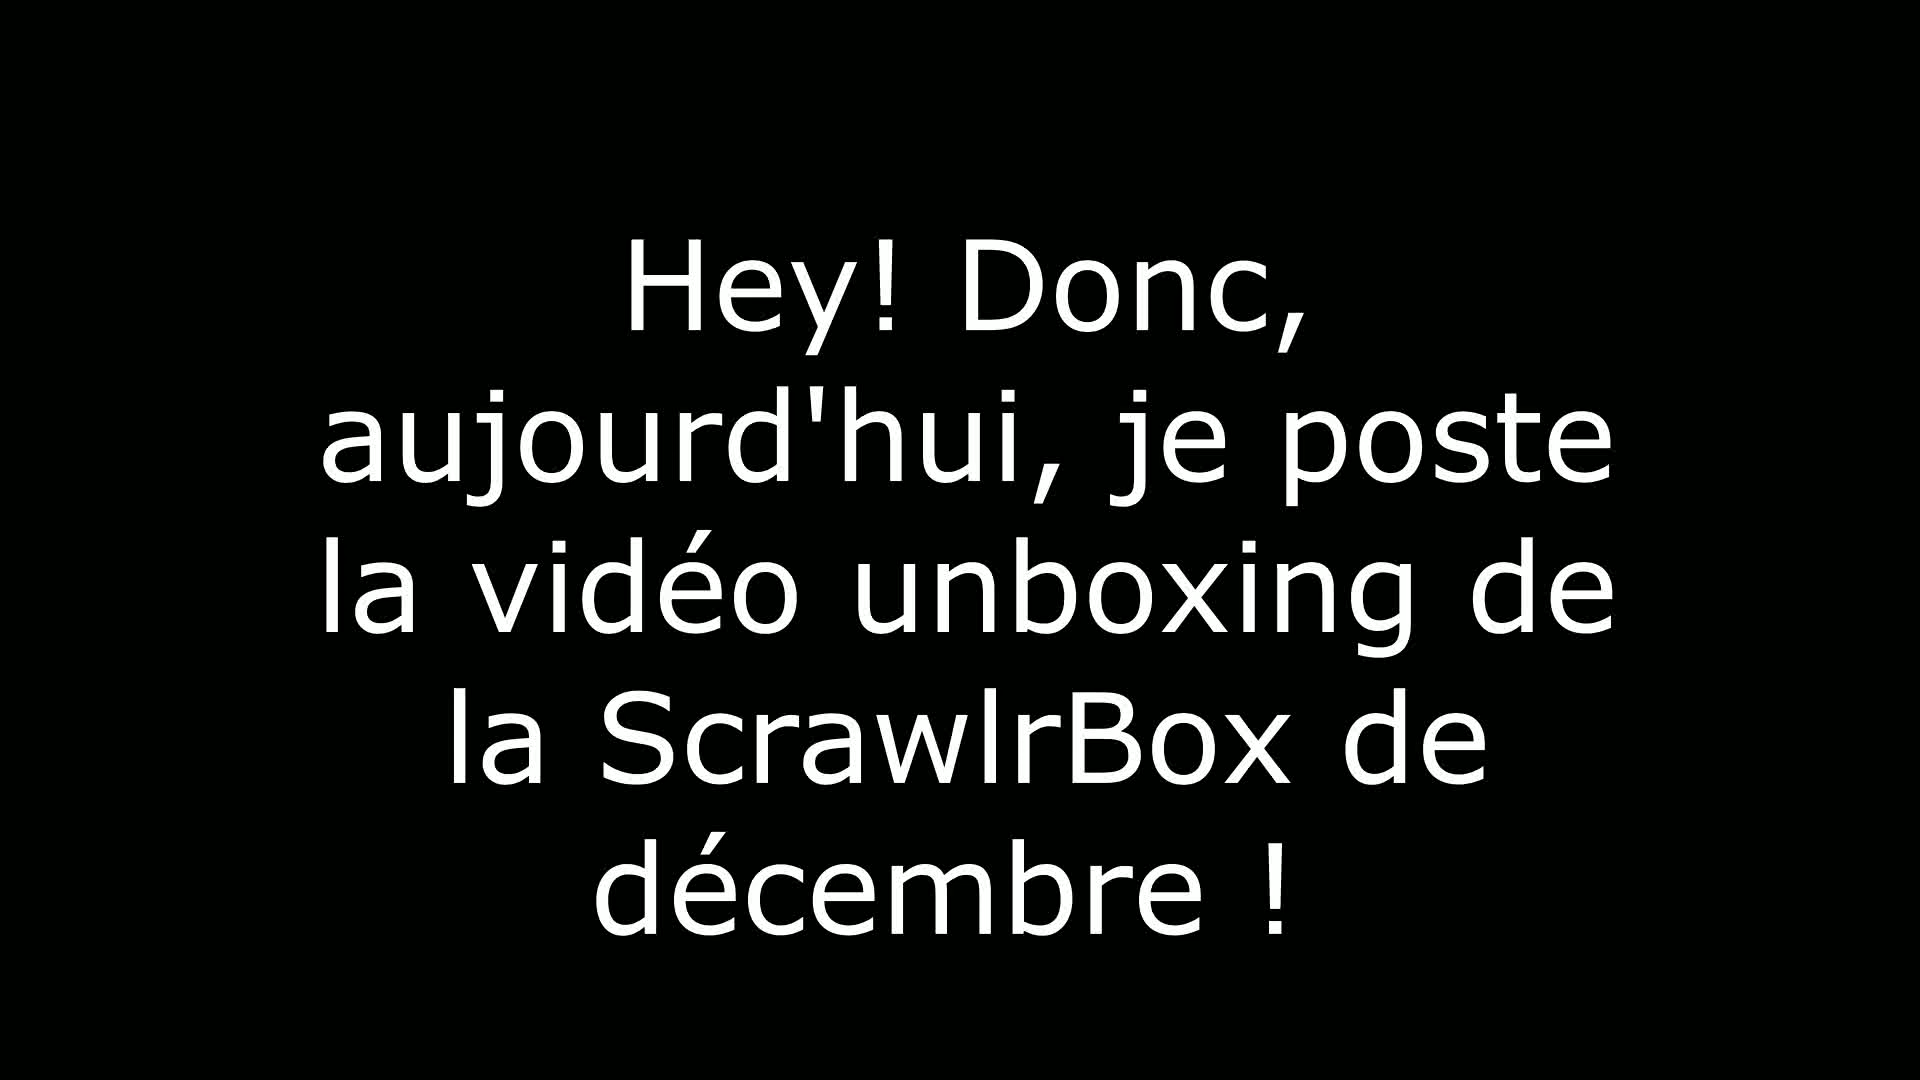 Hey! Donc,
aujourd'hui, je poste
la vidéo unboxing de
la ScrawlrBox de
décembre !